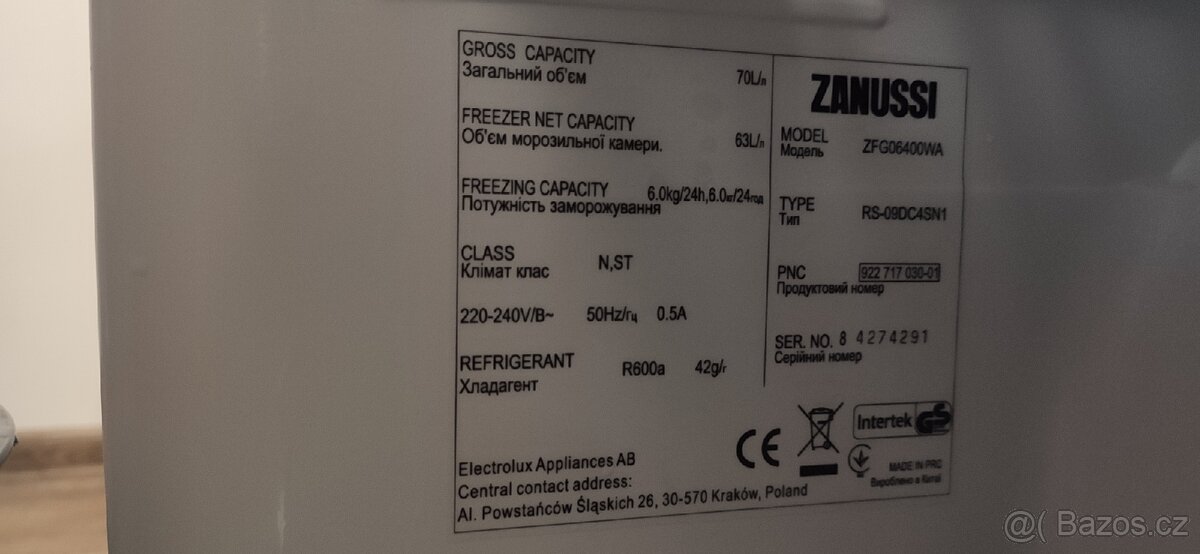 GROSS CAPACITY
Загальний об'єм 70L/л
FREEZER NET CAPACITY
Об'єм морозильної камери. 63L/л
FREEZING CAPACITY 6.0kg/24h,6.0кг/24год
Потужність заморожування
CLASS
Клімат клас N,ST
220-240V/В~ 50Hz/гц 0.5A
REFRIGERANT
Хладагент R600a 42g/г
Electrolux Appliances AB
Central contact address:
Al. Powstańców Śląskich 26, 30-570 Kraków, Poland
ZANUSSI
MODEL
Модель ZFG06400WA
TYPE
Тип RS-09DC4SN1
PNC 922 717 030-01
Продуктовий номер
SER. NO. 8 4274291
Серійний номер
CE
Intertek GS
MADE IN PRC
Вироблено в Китаї
@( Bazos.cz